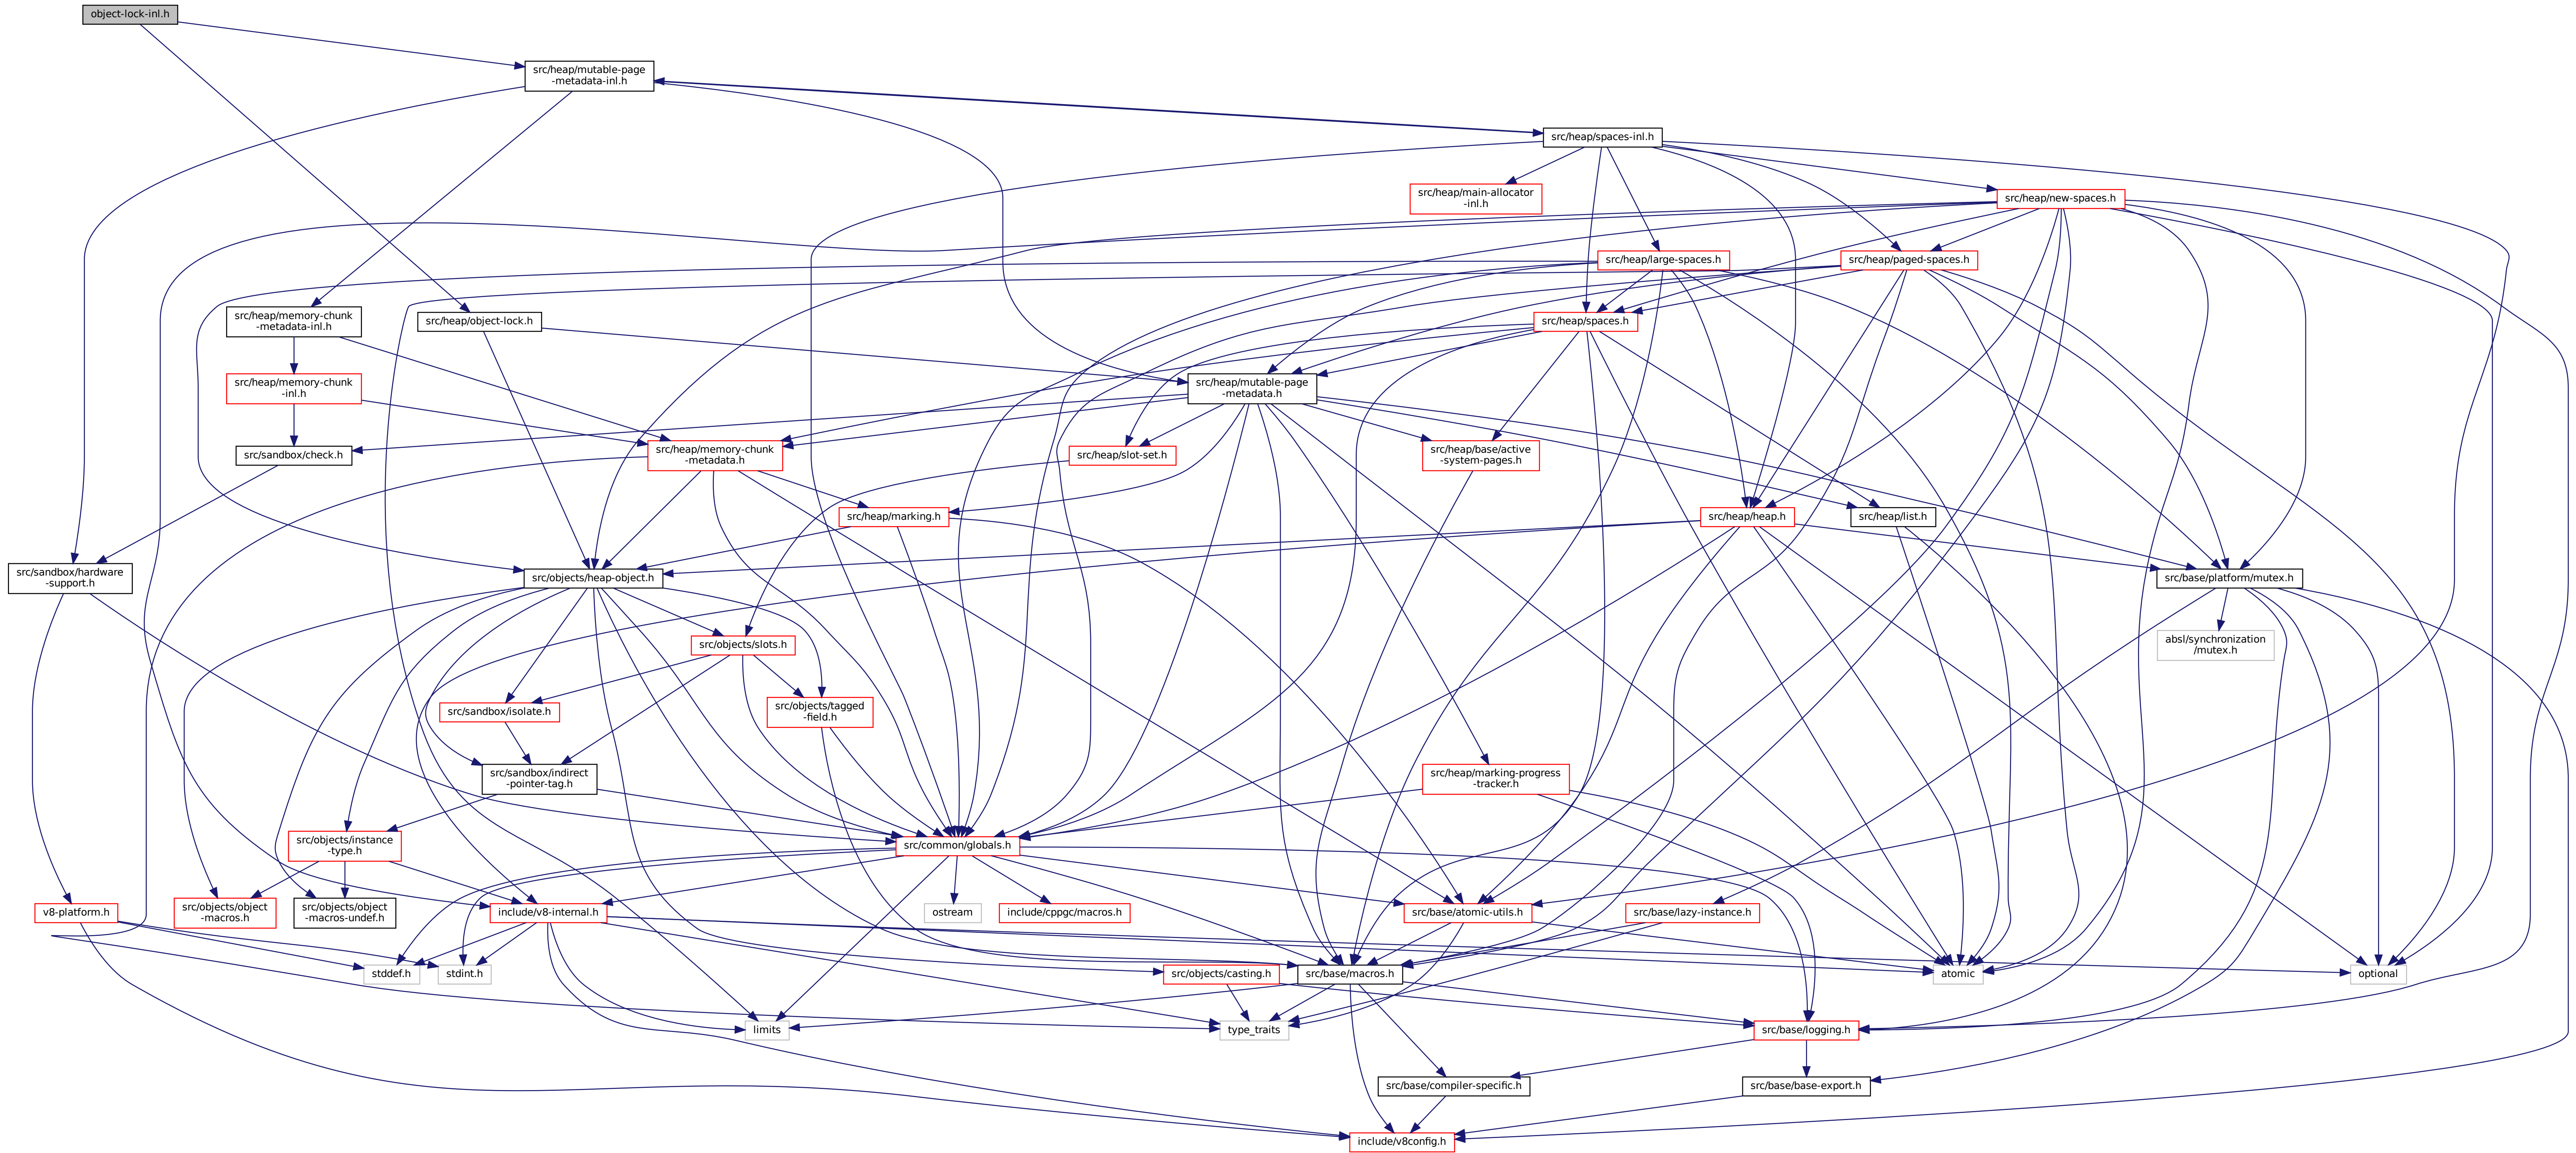 object-lock-inl.h
src/heap/mutable-page
-metadata-inl.h
src/heap/spaces-inl.h
src/heap/main-allocator
-inl.h
src/heap/new-spaces.h
src/heap/large-spaces.h
src/heap/paged-spaces.h
src/heap/memory-chunk
-metadata-inl.h
src/heap/object-lock.h
src/heap/spaces.h
src/heap/memory-chunk
-inl.h
src/heap/mutable-page
-metadata.h
src/sandbox/check.h
src/heap/memory-chunk
-metadata.h
src/heap/slot-set.h
src/heap/base/active
-system-pages.h
src/heap/marking.h
src/heap/heap.h
src/heap/list.h
src/sandbox/hardware
-support.h
src/objects/heap-object.h
src/base/platform/mutex.h
src/objects/slots.h
absl/synchronization
/mutex.h
src/sandbox/isolate.h
src/objects/tagged
-field.h
src/sandbox/indirect
-pointer-tag.h
src/heap/marking-progress
-tracker.h
src/objects/instance
-type.h
src/common/globals.h
v8-platform.h
src/objects/object
-macros.h
src/objects/object
-macros-undef.h
include/v8-internal.h
ostream
include/cppgc/macros.h
src/base/atomic-utils.h
src/base/lazy-instance.h
stddef.h
stdint.h
src/objects/casting.h
src/base/macros.h
atomic
optional
limits
type_traits
src/base/logging.h
src/base/compiler-specific.h
src/base/base-export.h
include/v8config.h